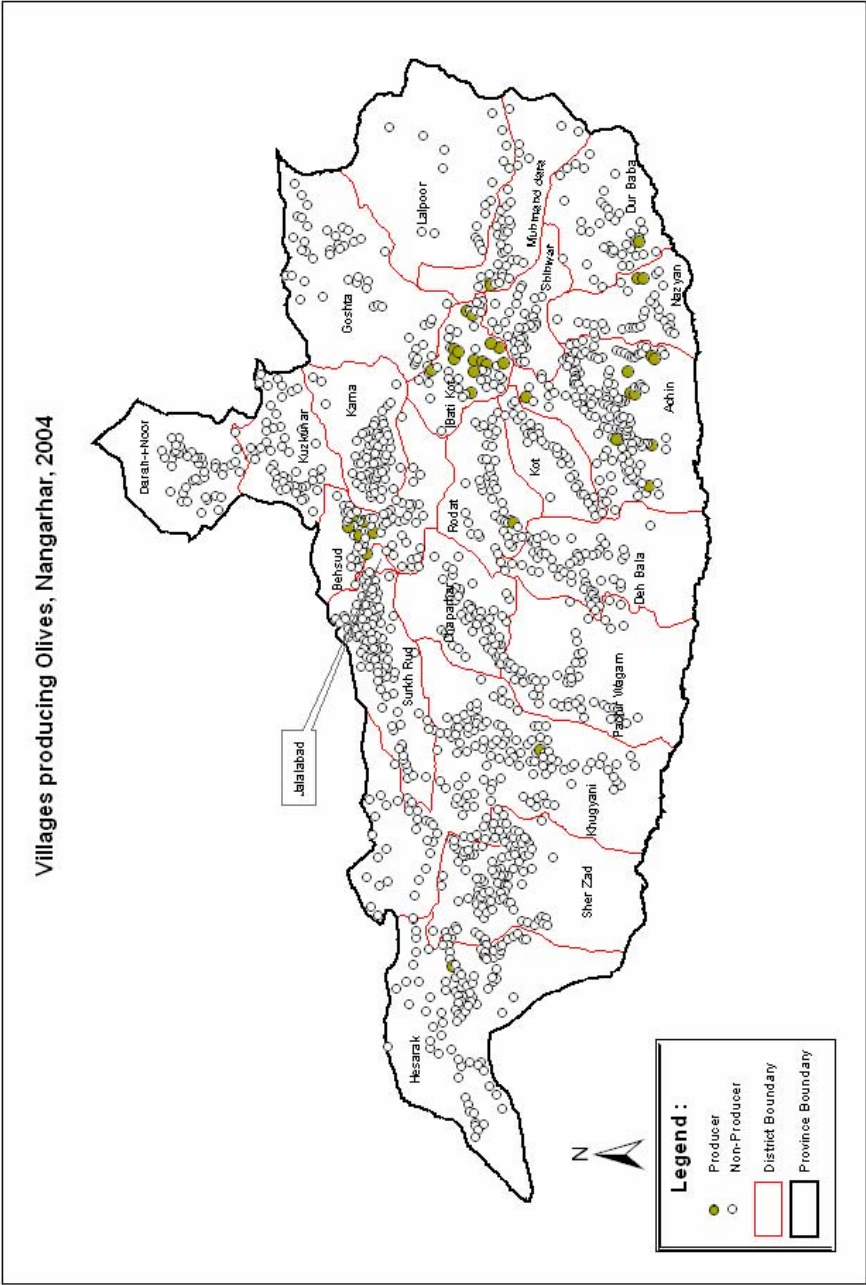 Villages producing Olives, Nangarhar, 2004
Darah-I-Noor
Kuzkunar
Kama
Goshta
Lalpoor
Behsud
Jalalabad
Surkh Rud
Bati Kot
Muhmand dara
Shinwar
Dur Baba
Nazyan
Achin
Kot
Rodat
Chaparhar
Deh Bala
Pachir Wagam
Khugyani
Sher Zad
Hesarak
N
Legend :
Producer
Non-Producer
District Boundary
Province Boundary